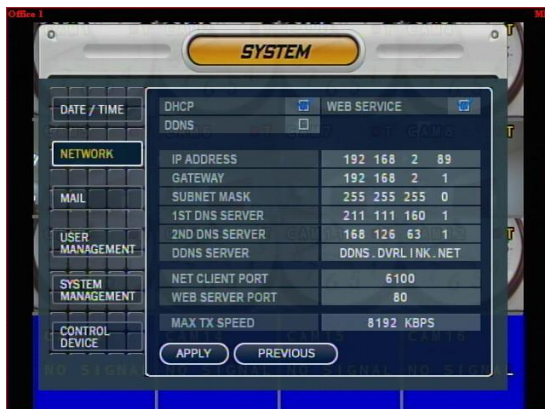 Office 1
SYSTEM
DATE / TIME
NETWORK
MAIL
USER
MANAGEMENT
SYSTEM
MANAGEMENT
CONTROL
DEVICE
DHCP
WEB SERVICE
DDNS
IP ADDRESS 192 168 2 89
GATEWAY 192 168 2 1
SUBNET MASK 255 255 255 0
1ST DNS SERVER 211 111 160 1
2ND DNS SERVER 168 126 63 1
DDNS SERVER DDNS.DVRLINK.NET
NET CLIENT PORT 6100
WEB SERVER PORT 80
MAX TX SPEED 8192 KBPS
APPLY PREVIOUS
NO SIGNAL